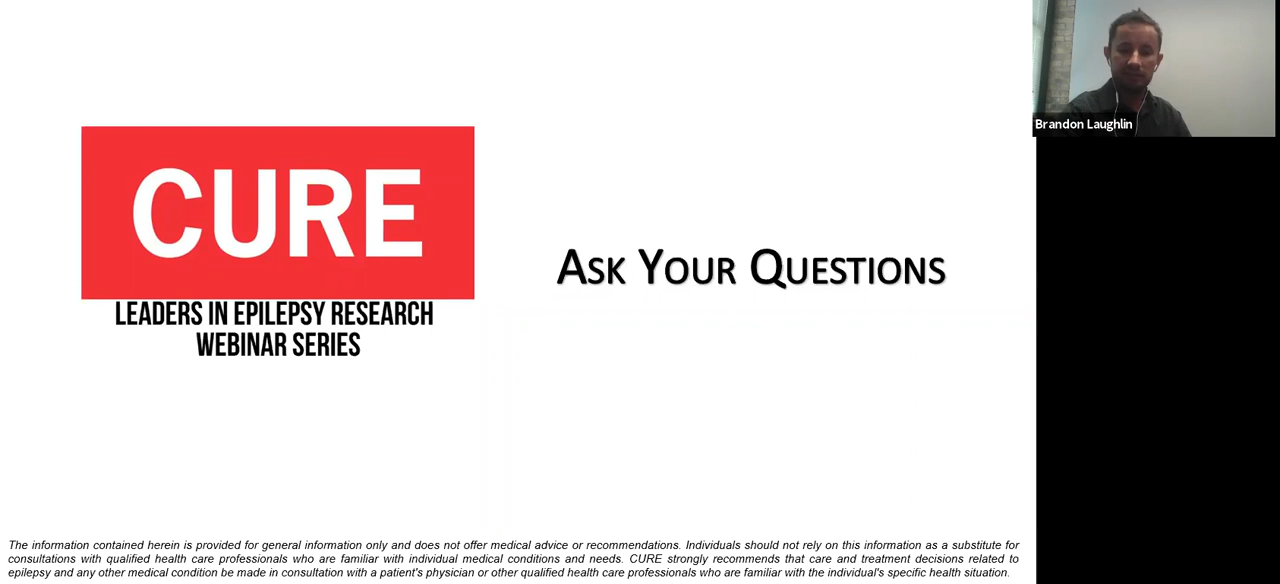 CURE
LEADERS IN EPILEPSY RESEARCH
WEBINAR SERIES
ASK YOUR QUESTIONS
Brandon Laughlin
The information contained herein is provided for general information only and does not offer medical advice or recommendations. Individuals should not rely on this information as a substitute for
consultations with qualified health care professionals who are familiar with individual medical conditions and needs. CURE strongly recommends that care and treatment decisions related to
epilepsy and any other medical condition be made in consultation with a patient's physician or other qualified health care professionals who are familiar with the individual's specific health situation.